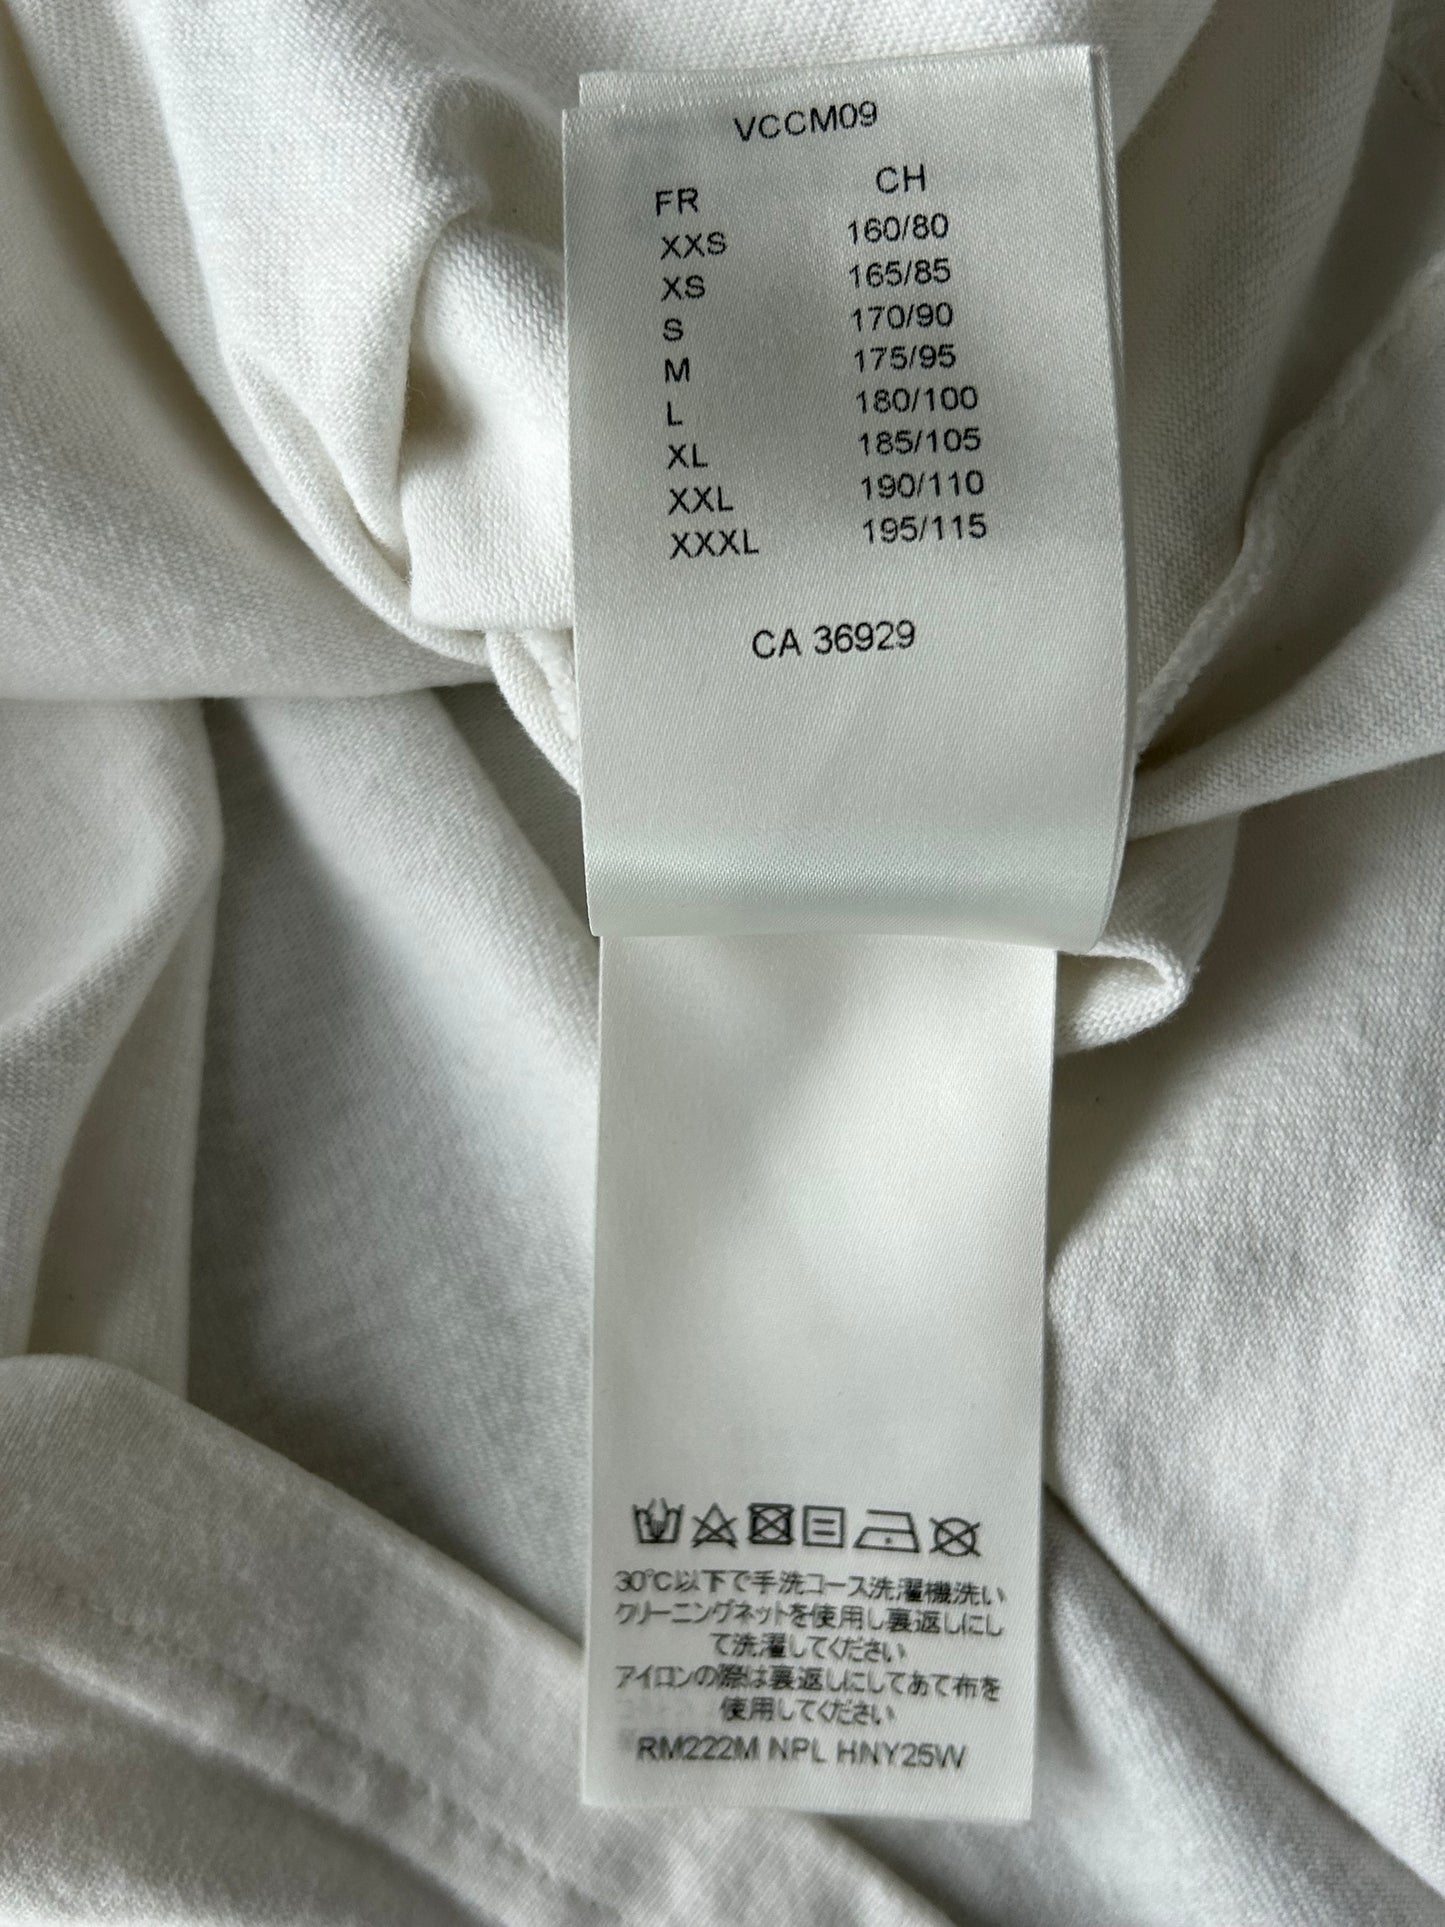 VCCM09
FR CH
XXS 160/80
XS 165/85
S 170/90
M 175/95
L 180/100
XL 185/105
XXL 190/110
XXXL 195/115
CA 36929
30℃以下で手洗コース洗濯機洗い
クリーニングネットを使用し裏返しにし
て洗濯してください
アイロンの際は裏返しにしてあて布を
使用してください
RM222M NPL HNY25W